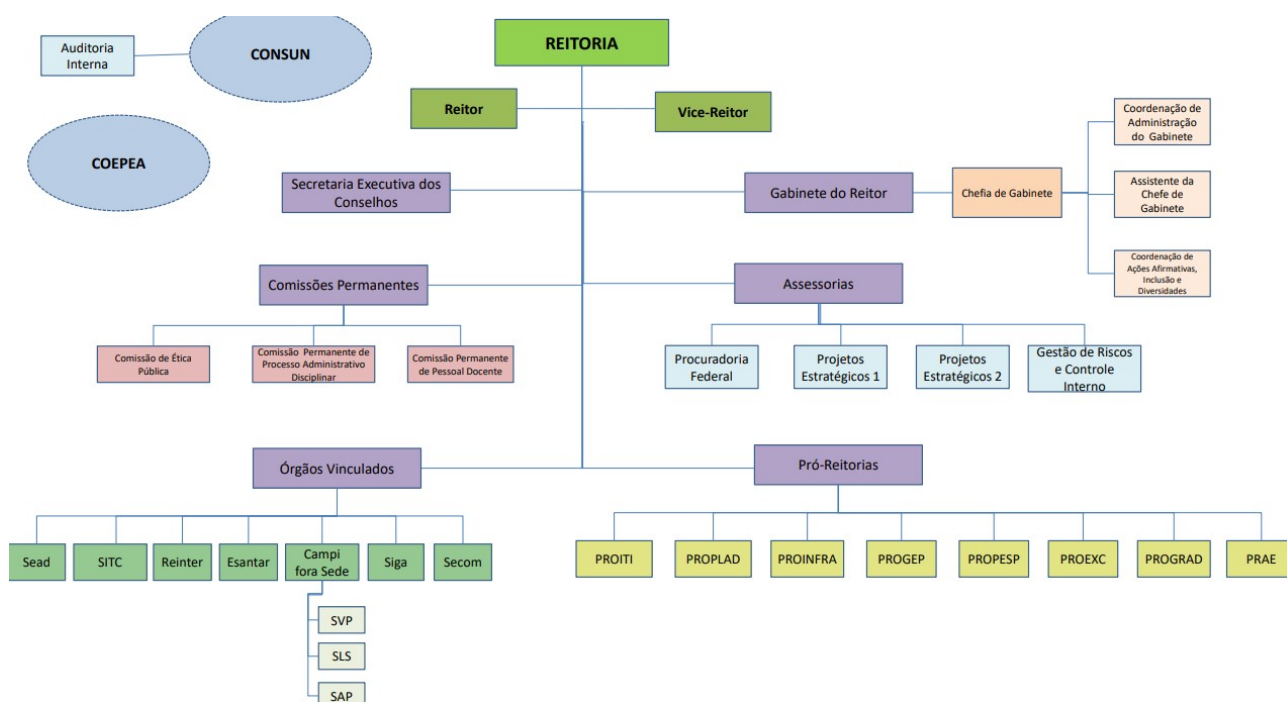 REITORIA
Auditoria
Interna
CONSUN
Reitor
Vice-Reitor
COEPEA
Coordenação de
Administração
do Gabinete
Secretaria Executiva dos
Conselhos
Gabinete do Reitor
Chefia de Gabinete
Assistente da
Chefe de
Gabinete
Coordenação de
Ações Afirmativas,
Inclusão e
Diversidades
Comissões Permanentes
Assessorias
Comissão de Ética
Pública
Comissão Permanente de
Processo Administrativo
Disciplinar
Comissão Permanente
de Pessoal Docente
Procuradoria
Federal
Projetos
Estratégicos 1
Projetos
Estratégicos 2
Gestão de Riscos
e Controle
Interno
Órgãos Vinculados
Pró-Reitorias
Sead
SITC
Reinter
Esantar
Campi
fora Sede
Siga
Secom
PROITI
PROPLAD
PROINFRA
PROGEP
PROPESP
PROEXC
PROGRAD
PRAE
SVP
SLS
SAP